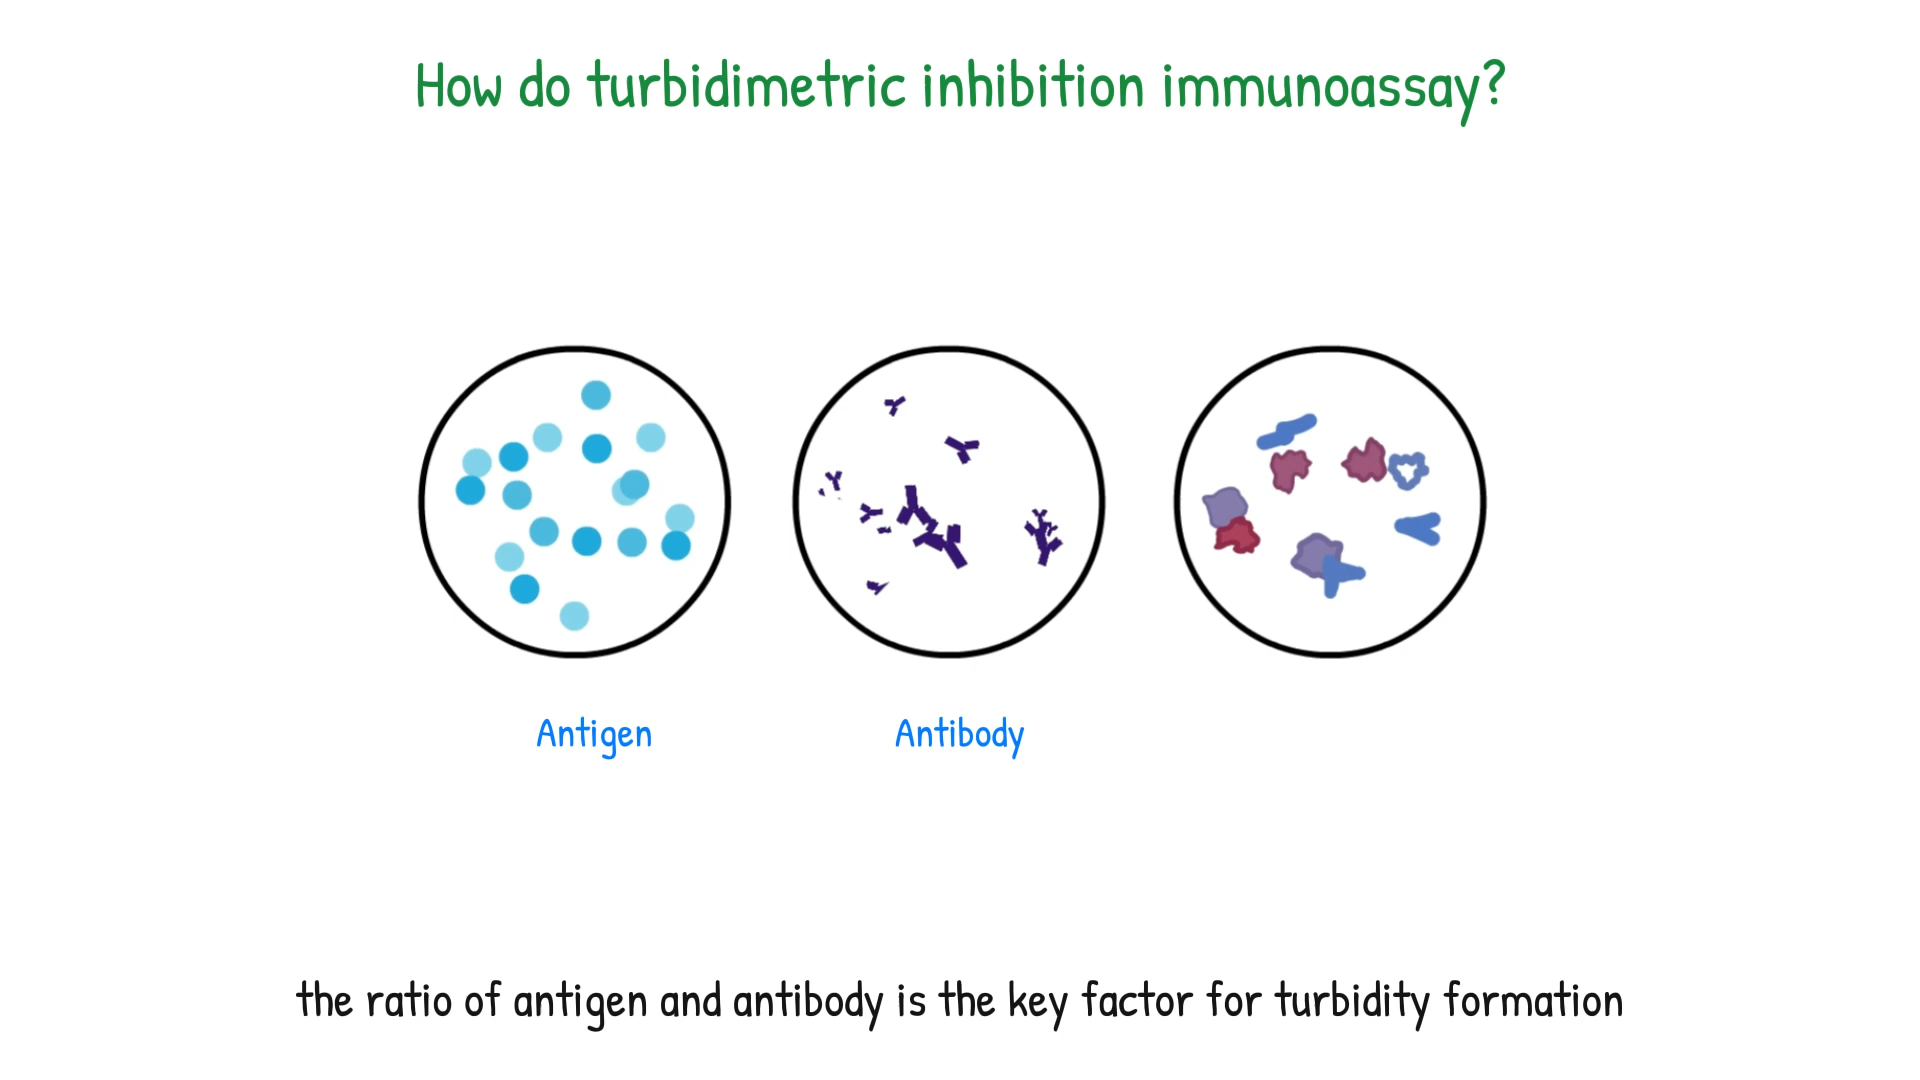 How do turbidimetric inhibition immunoassay?
Antigen
Antibody
the ratio of antigen and antibody is the key factor for turbidity formation